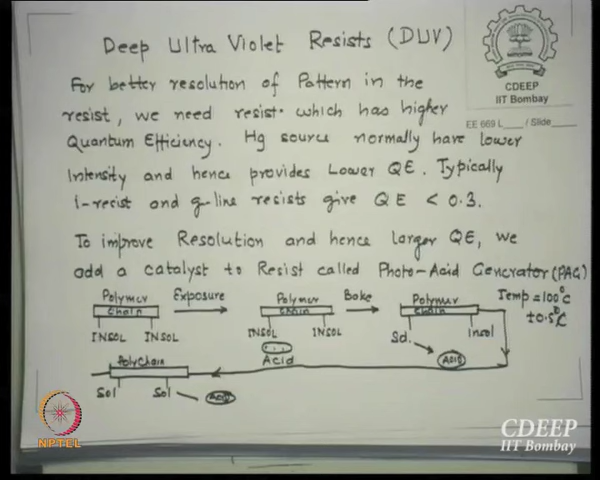 Deep Ultra Violet Resists (DUV)
CDEEP
IIT Bombay
EE 669 L____ / Slide____
For better resolution of Pattern in the
resist, we need resist which has higher
Quantum Efficiency. Hg source normally have lower
intensity and hence provides Lower QE. Typically
I-recist and g-line resists give QE < 0.3.
To improve Resolution and hence larger QE, we
add a catalyst to Resist called Photo-Acid Generator (PAG)
Polymer Exposure Polymer Bake Polymer Temp = 100°C
Chain Chain Chain ±0.5°C
INSOL INSOL INSOL INSOL Sol. Insol
Acid ACID
PolyChain
Sol Sol ACID
NPTEL
CDEEP
IIT Bombay